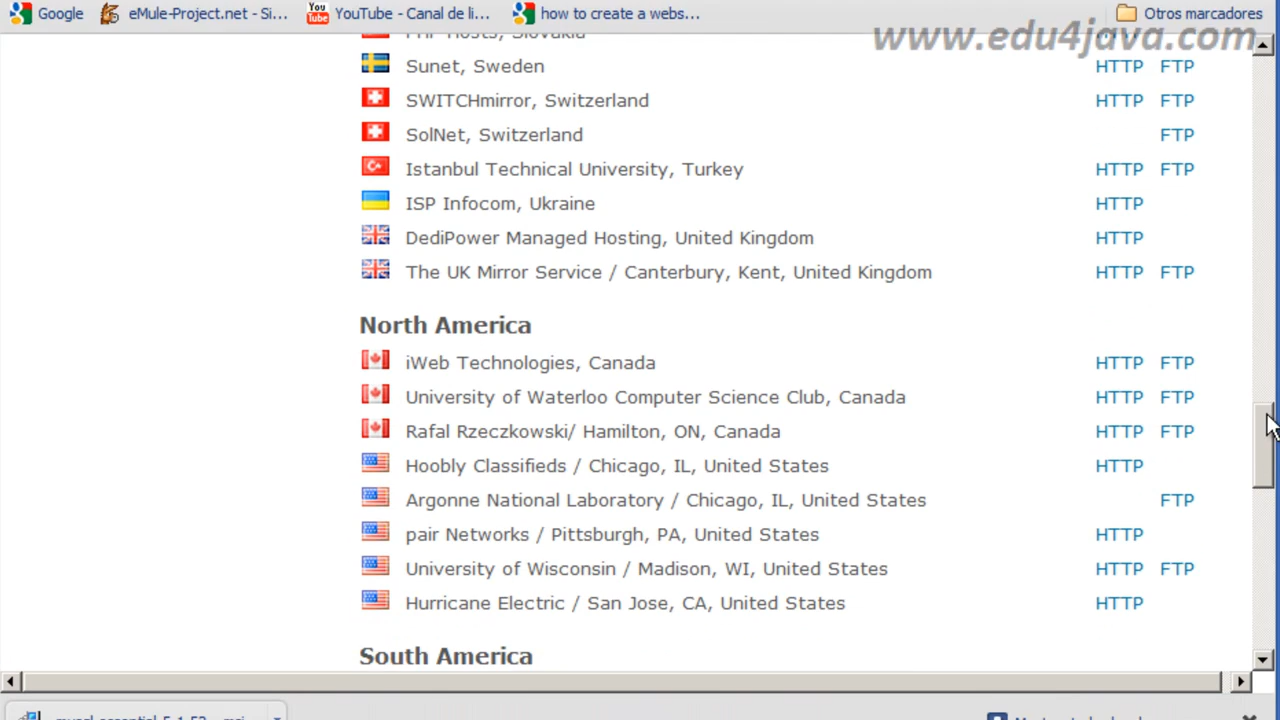 Google eMule-Project.net - Si... YouTube - Canal de li... how to create a webs... Otros marcadores
www.edu4java.com
PHP Hosts, Slovakia
Sunet, Sweden HTTP FTP
SWITCHmirror, Switzerland HTTP FTP
SolNet, Switzerland FTP
Istanbul Technical University, Turkey HTTP FTP
ISP Infocom, Ukraine HTTP
DediPower Managed Hosting, United Kingdom HTTP
The UK Mirror Service / Canterbury, Kent, United Kingdom HTTP FTP
North America
iWeb Technologies, Canada HTTP FTP
University of Waterloo Computer Science Club, Canada HTTP FTP
Rafal Rzeczkowski/ Hamilton, ON, Canada HTTP FTP
Hoobly Classifieds / Chicago, IL, United States HTTP
Argonne National Laboratory / Chicago, IL, United States FTP
pair Networks / Pittsburgh, PA, United States HTTP
University of Wisconsin / Madison, WI, United States HTTP FTP
Hurricane Electric / San Jose, CA, United States HTTP
South America